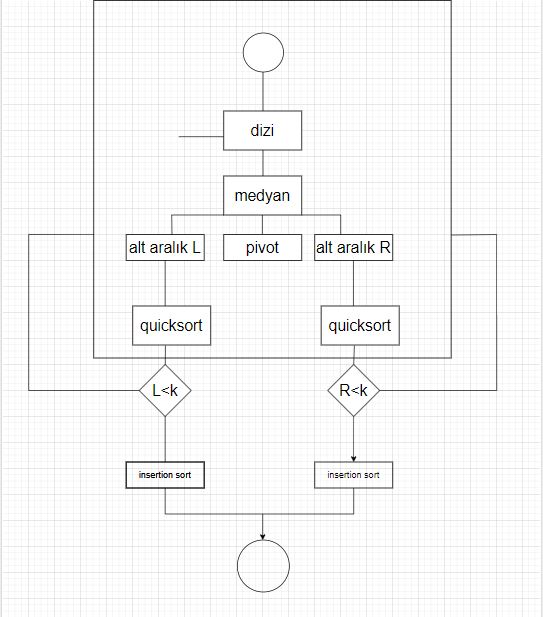 dizi
medyan
alt aralık L
pivot
alt aralık R
quicksort
quicksort
L<k
R<k
insertion sort
insertion sort